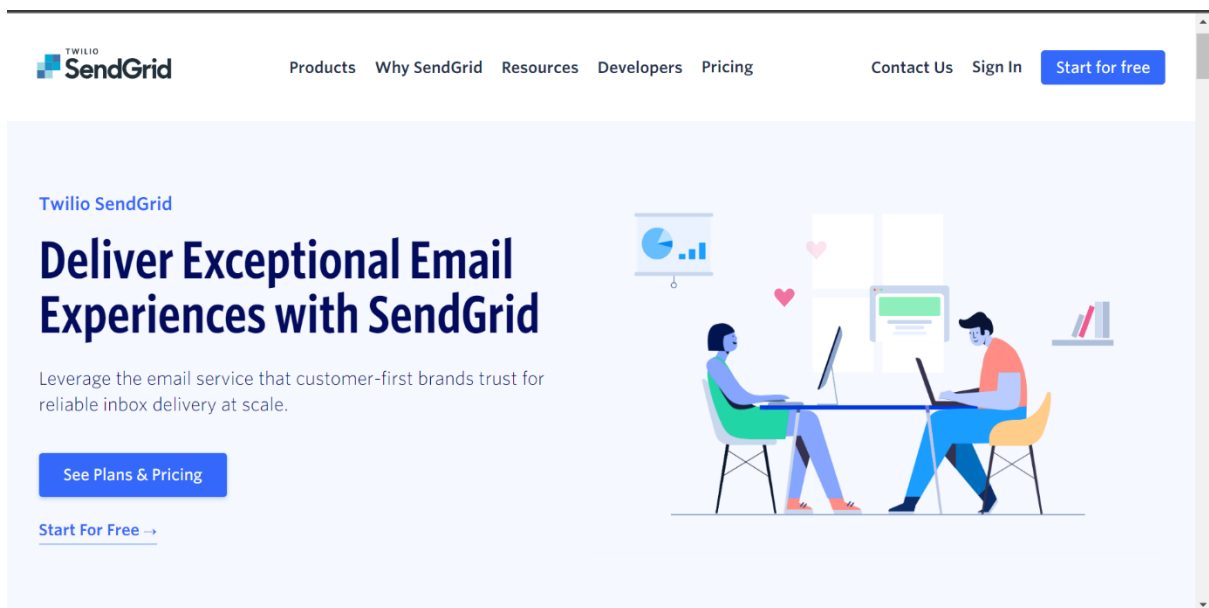 TWILIO
SendGrid
Products Why SendGrid Resources Developers Pricing Contact Us Sign In Start for free
Twilio SendGrid
Deliver Exceptional Email
Experiences with SendGrid
Leverage the email service that customer-first brands trust for
reliable inbox delivery at scale.
See Plans & Pricing
Start For Free →